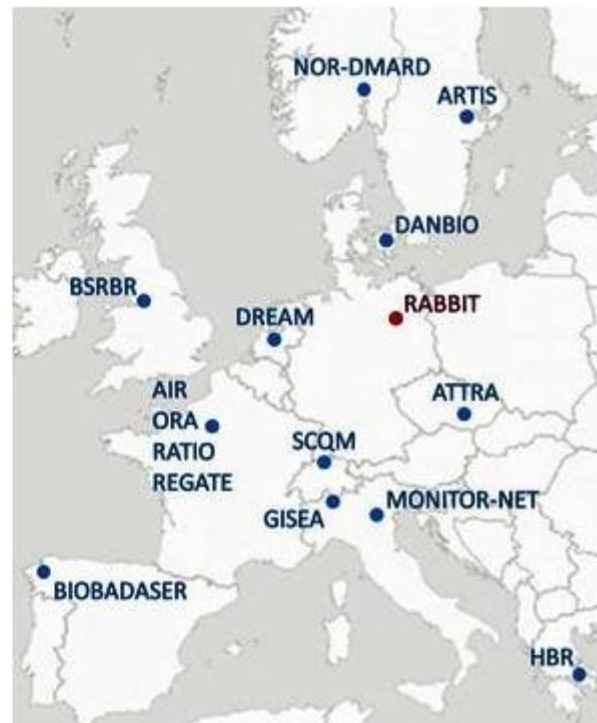 NOR-DMARD
ARTIS
DANBIO
BSRBR
RABBIT
DREAM
AIR
ORA
RATIO
REGATE
ATTRA
SCQM
GISEA
MONITOR-NET
BIOBADASER
HBR